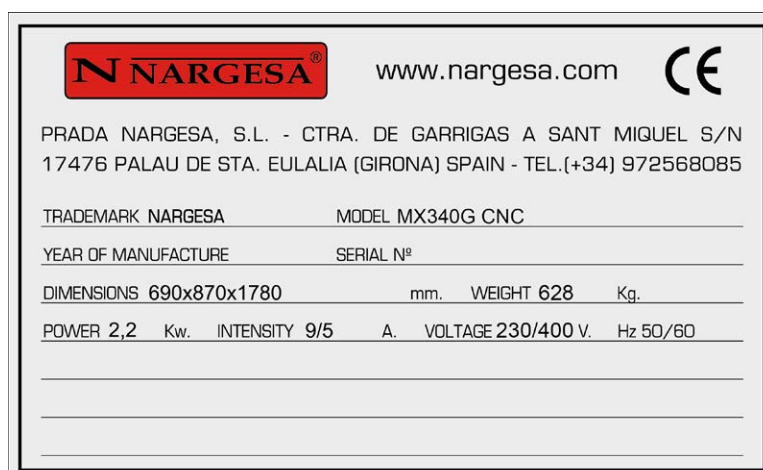 N NARGESA® www.nargesa.com CE
PRADA NARGESA, S.L. - CTRA. DE GARRIGAS A SANT MIQUEL S/N
17476 PALAU DE STA. EULALIA (GIRONA) SPAIN - TEL.(+34) 972568085
TRADEMARK NARGESA MODEL MX340G CNC
YEAR OF MANUFACTURE SERIAL Nº
DIMENSIONS 690x870x1780 mm. WEIGHT 628 Kg.
POWER 2,2 Kw. INTENSITY 9/5 A. VOLTAGE 230/400 V. Hz 50/60